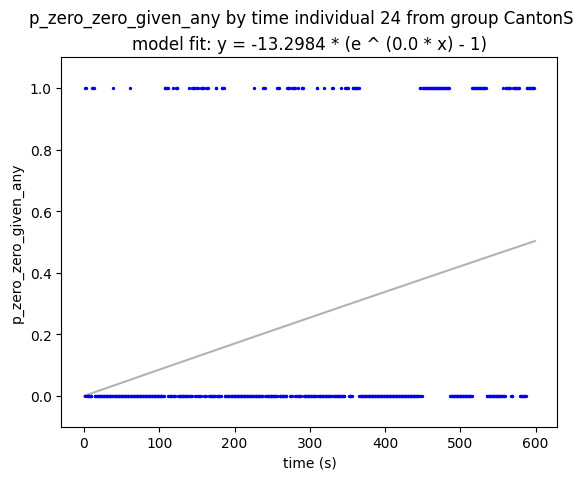 p_zero_zero_given_any by time individual 24 from group CantonS
model fit: y = -13.2984 * (e ^ (0.0 * x) - 1)
1.0
0.8
0.6
0.4
0.2
0.0
p_zero_zero_given_any
0 100 200 300 400 500 600
time (s)